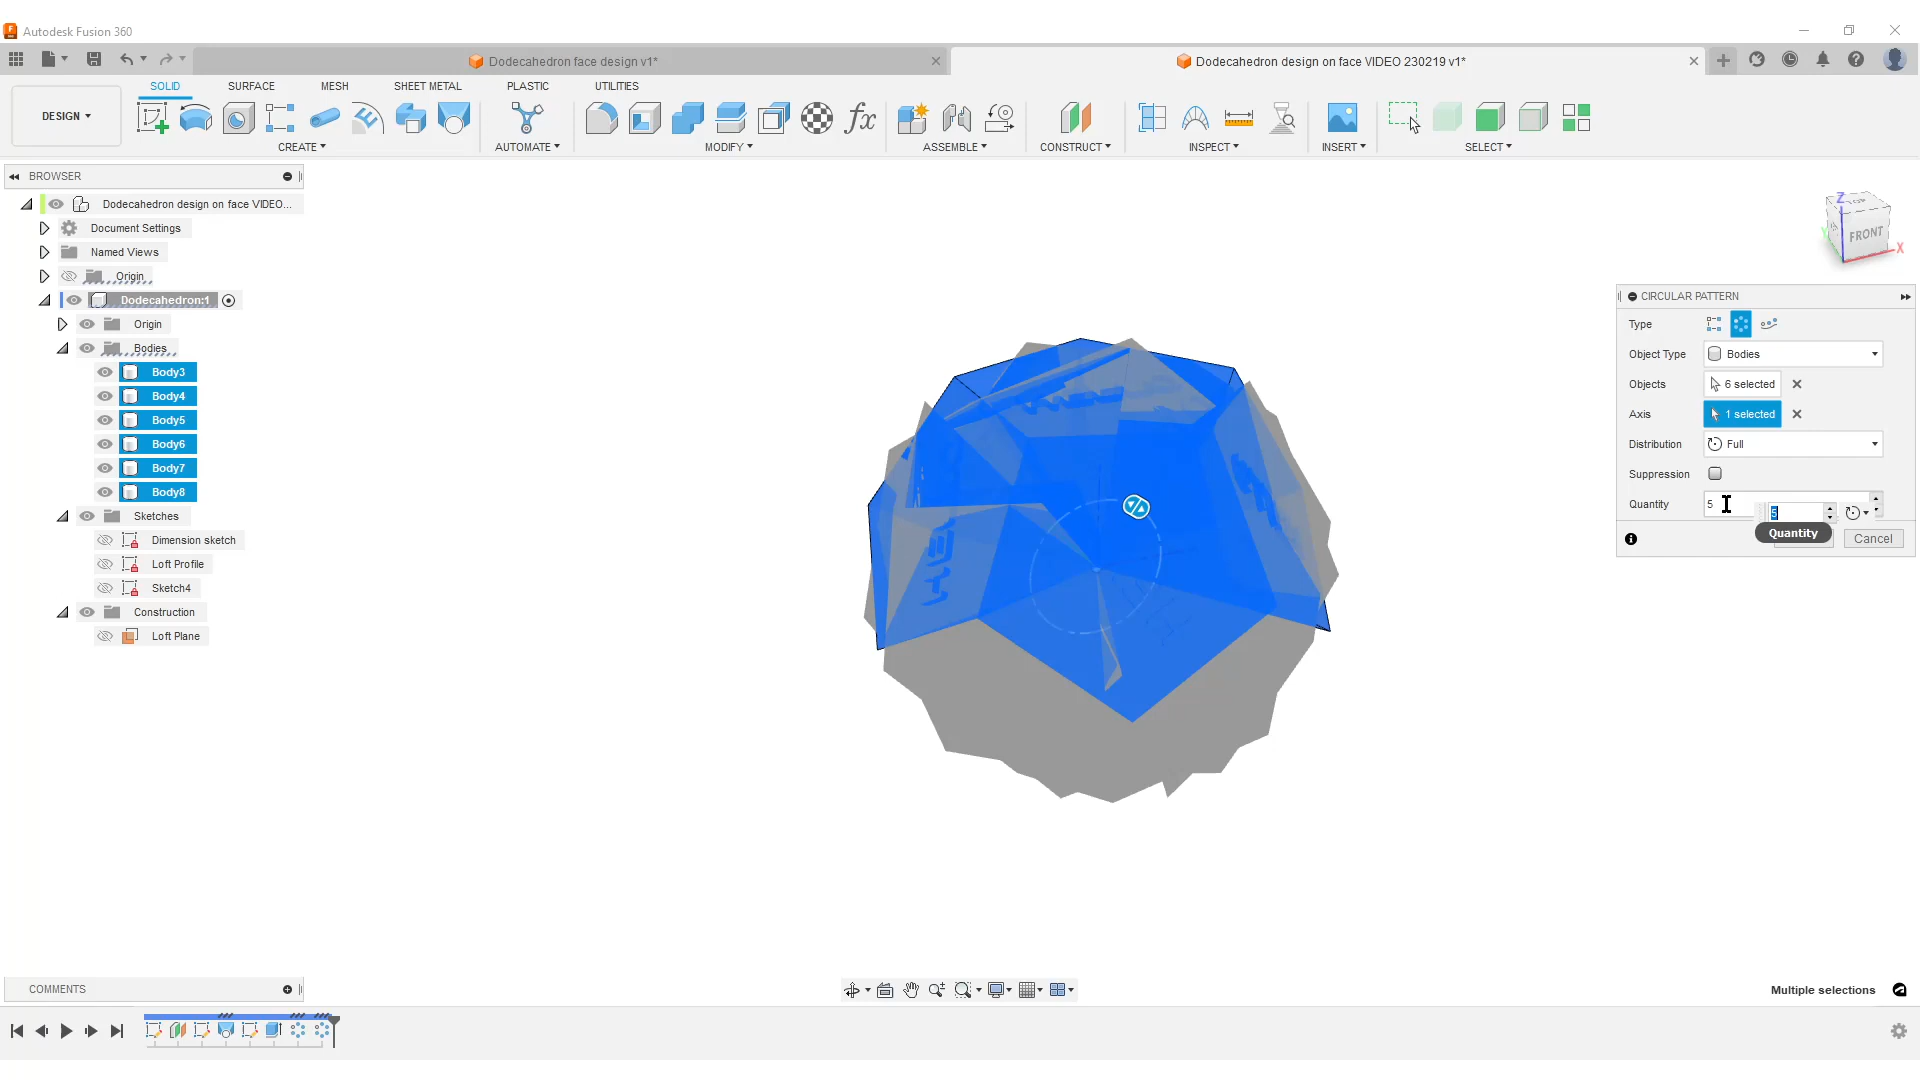 Autodesk Fusion 360
Dodecahedron face design v1*
Dodecahedron design on face VIDEO 230219 v1*
SOLID
SURFACE
MESH
SHEET METAL
PLASTIC
UTILITIES
DESIGN
CREATE
AUTOMATE
MODIFY
ASSEMBLE
CONSTRUCT
INSPECT
INSERT
SELECT
BROWSER
Dodecahedron design on face VIDEO...
Document Settings
Named Views
Origin
Dodecahedron:1
Origin
Bodies
Body3
Body4
Body5
Body6
Body7
Body8
Sketches
Dimension sketch
Loft Profile
Sketch4
Construction
Loft Plane
Z
TOP
FRONT
X
CIRCULAR PATTERN
Type
Object Type
Bodies
Objects
6 selected
Axis
1 selected
Distribution
Full
Suppression
Quantity
5
5
Quantity
Cancel
COMMENTS
Multiple selections